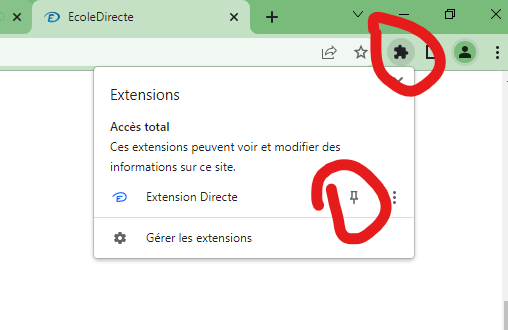 EcoleDirecte
Extensions
Accès total
Ces extensions peuvent voir et modifier des
informations sur ce site.
Extension Directe
Gérer les extensions